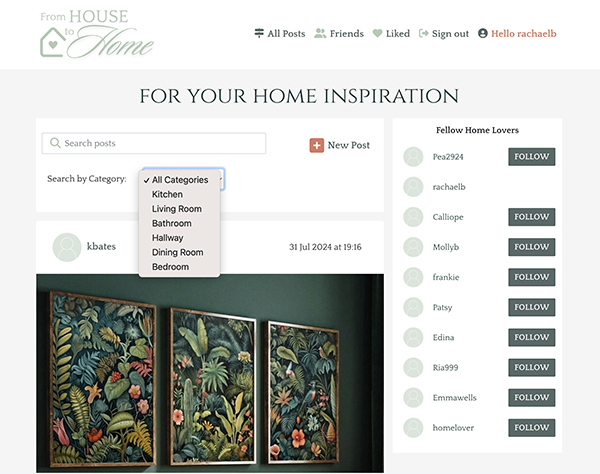 From HOUSE
to
Home
All Posts Friends Liked Sign out Hello rachaelb
FOR YOUR HOME INSPIRATION
Search posts
New Post
Search by Category:
✓ All Categories
Kitchen
Living Room
Bathroom
Hallway
Dining Room
Bedroom
kbates
31 Jul 2024 at 19:16
Fellow Home Lovers
Pea2924 FOLLOW
rachaelb
Calliope FOLLOW
Mollyb FOLLOW
frankie FOLLOW
Patsy FOLLOW
Edina FOLLOW
Ria999 FOLLOW
Emmawells FOLLOW
homelover FOLLOW